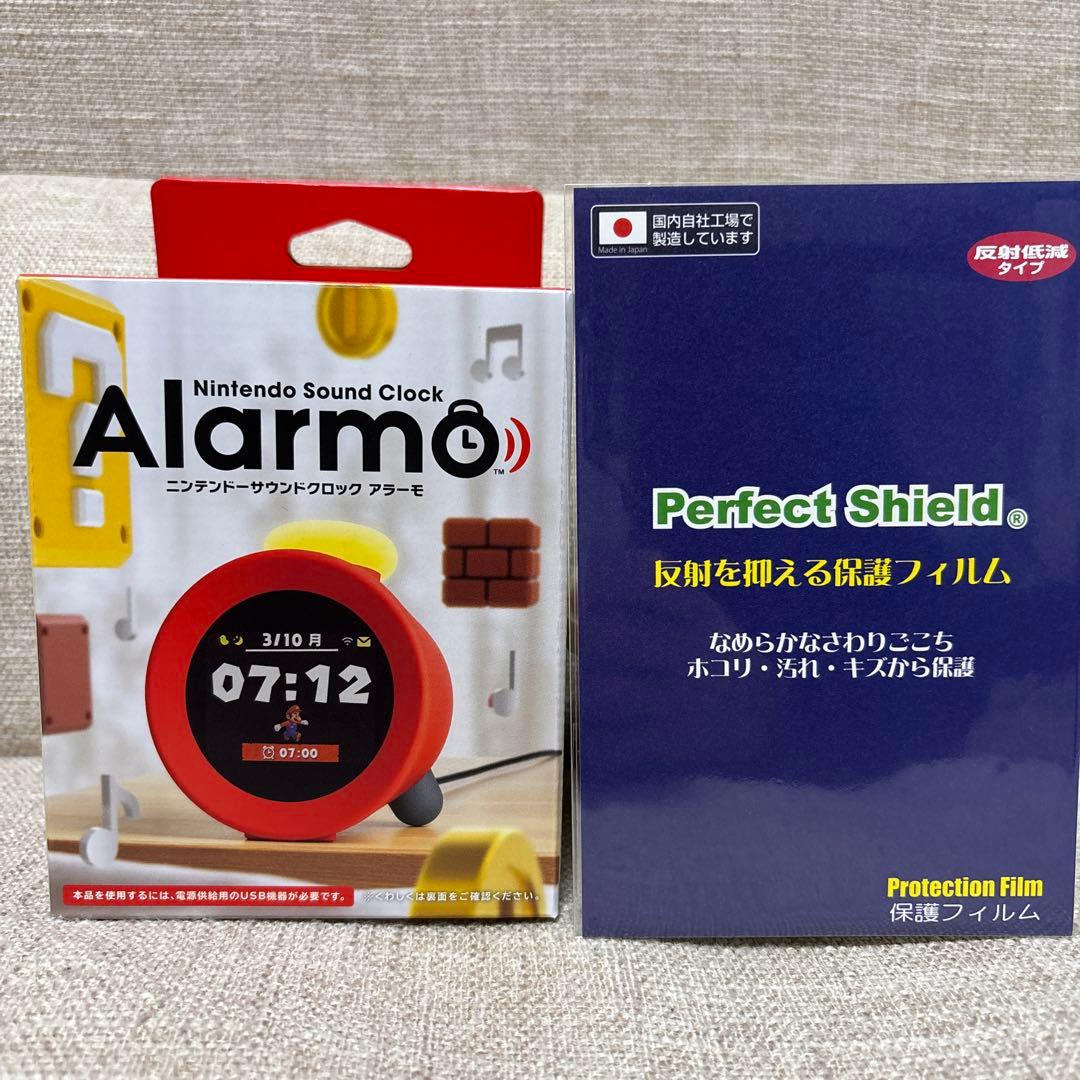 Nintendo Sound Clock
Alarmo
TM
ニンテンドーサウンドクロック アラーモ
3/10 月
07:12
07:00
本品を使用するには、電源供給用のUSB機器が必要です。
※くわしくは裏面をご確認ください。
国内自社工場で
製造しています
Made in Japan
反射低減
タイプ
Perfect Shield®
反射を抑える保護フィルム
なめらかなさわりごこち
ホコリ・汚れ・キズから保護
Protection Film
保護フィルム